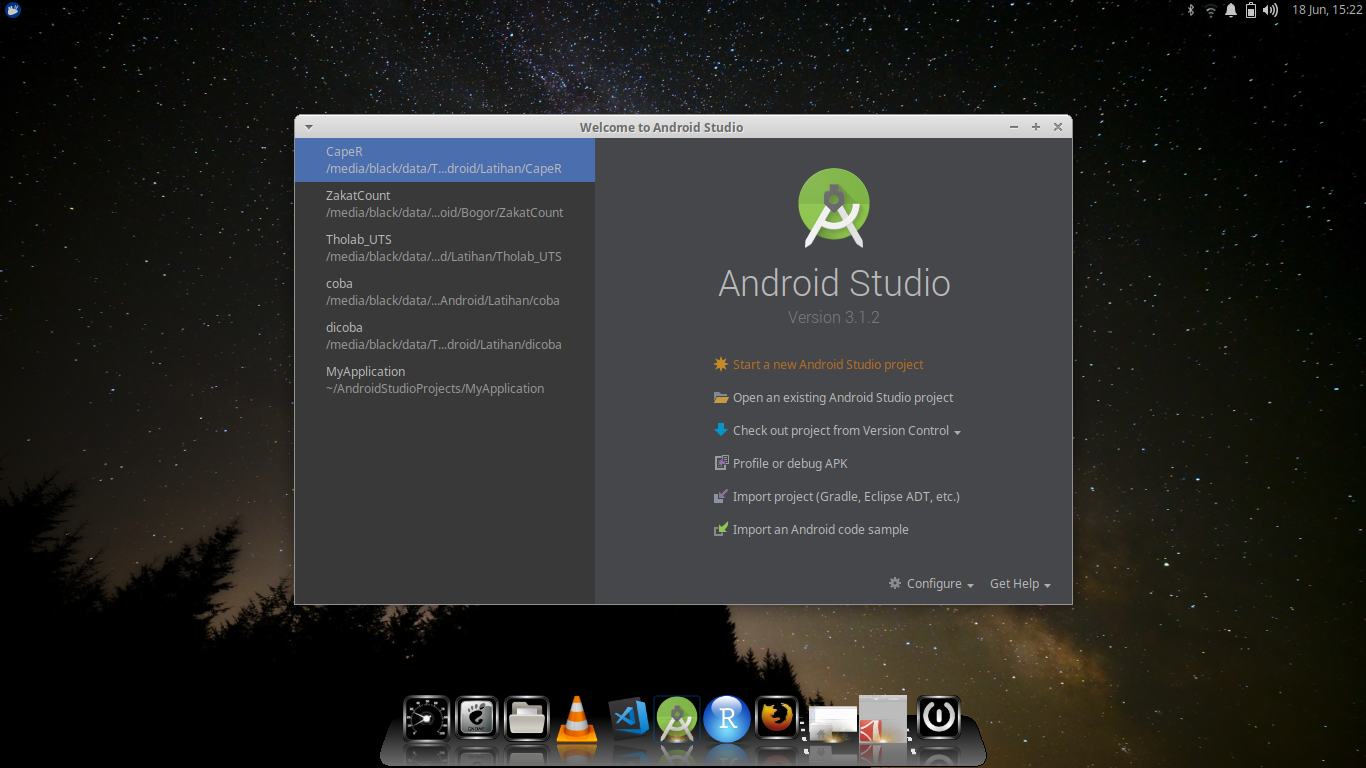 18 Jun, 15:22
Welcome to Android Studio
CapeR
/media/black/data/T...droid/Latihan/CapeR
ZakatCount
/media/black/data/...oid/Bogor/ZakatCount
Tholab_UTS
/media/black/data/...d/Latihan/Tholab_UTS
coba
/media/black/data/...Android/Latihan/coba
dicoba
/media/black/data/T...droid/Latihan/dicoba
MyApplication
~/AndroidStudioProjects/MyApplication
Android Studio
Version 3.1.2
Start a new Android Studio project
Open an existing Android Studio project
Check out project from Version Control
Profile or debug APK
Import project (Gradle, Eclipse ADT, etc.)
Import an Android code sample
Configure
Get Help
GNOME
R